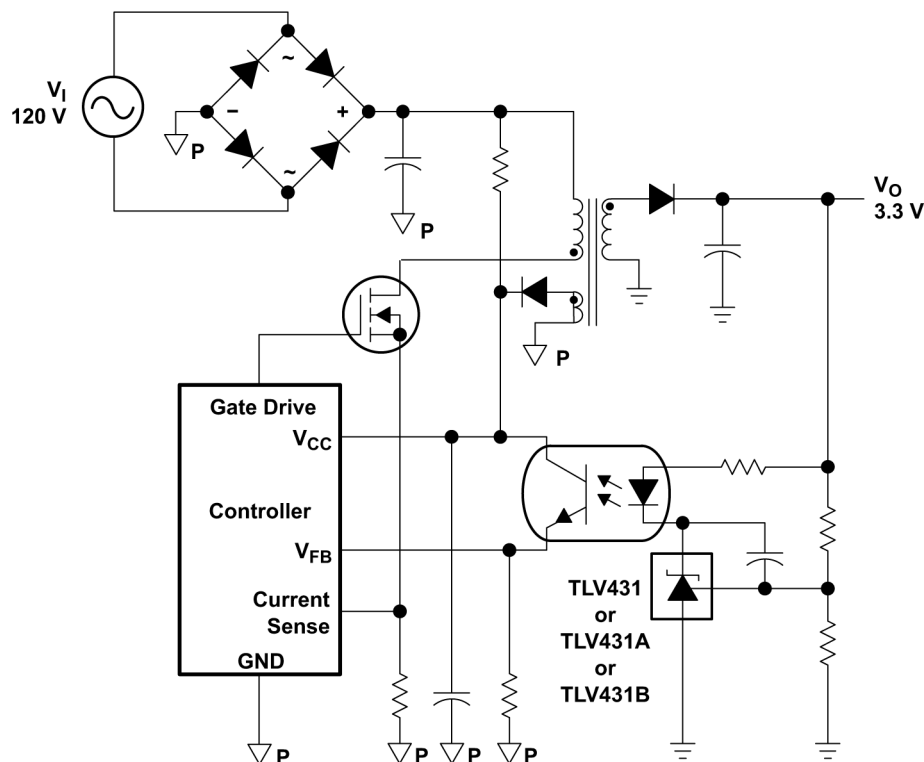 V_I
120 V
~
−
+
~
P
P
V_O
3.3 V
P
Gate Drive
V_CC
Controller
V_FB
Current
Sense
GND
TLV431
or
TLV431A
or
TLV431B
P
P
P
P